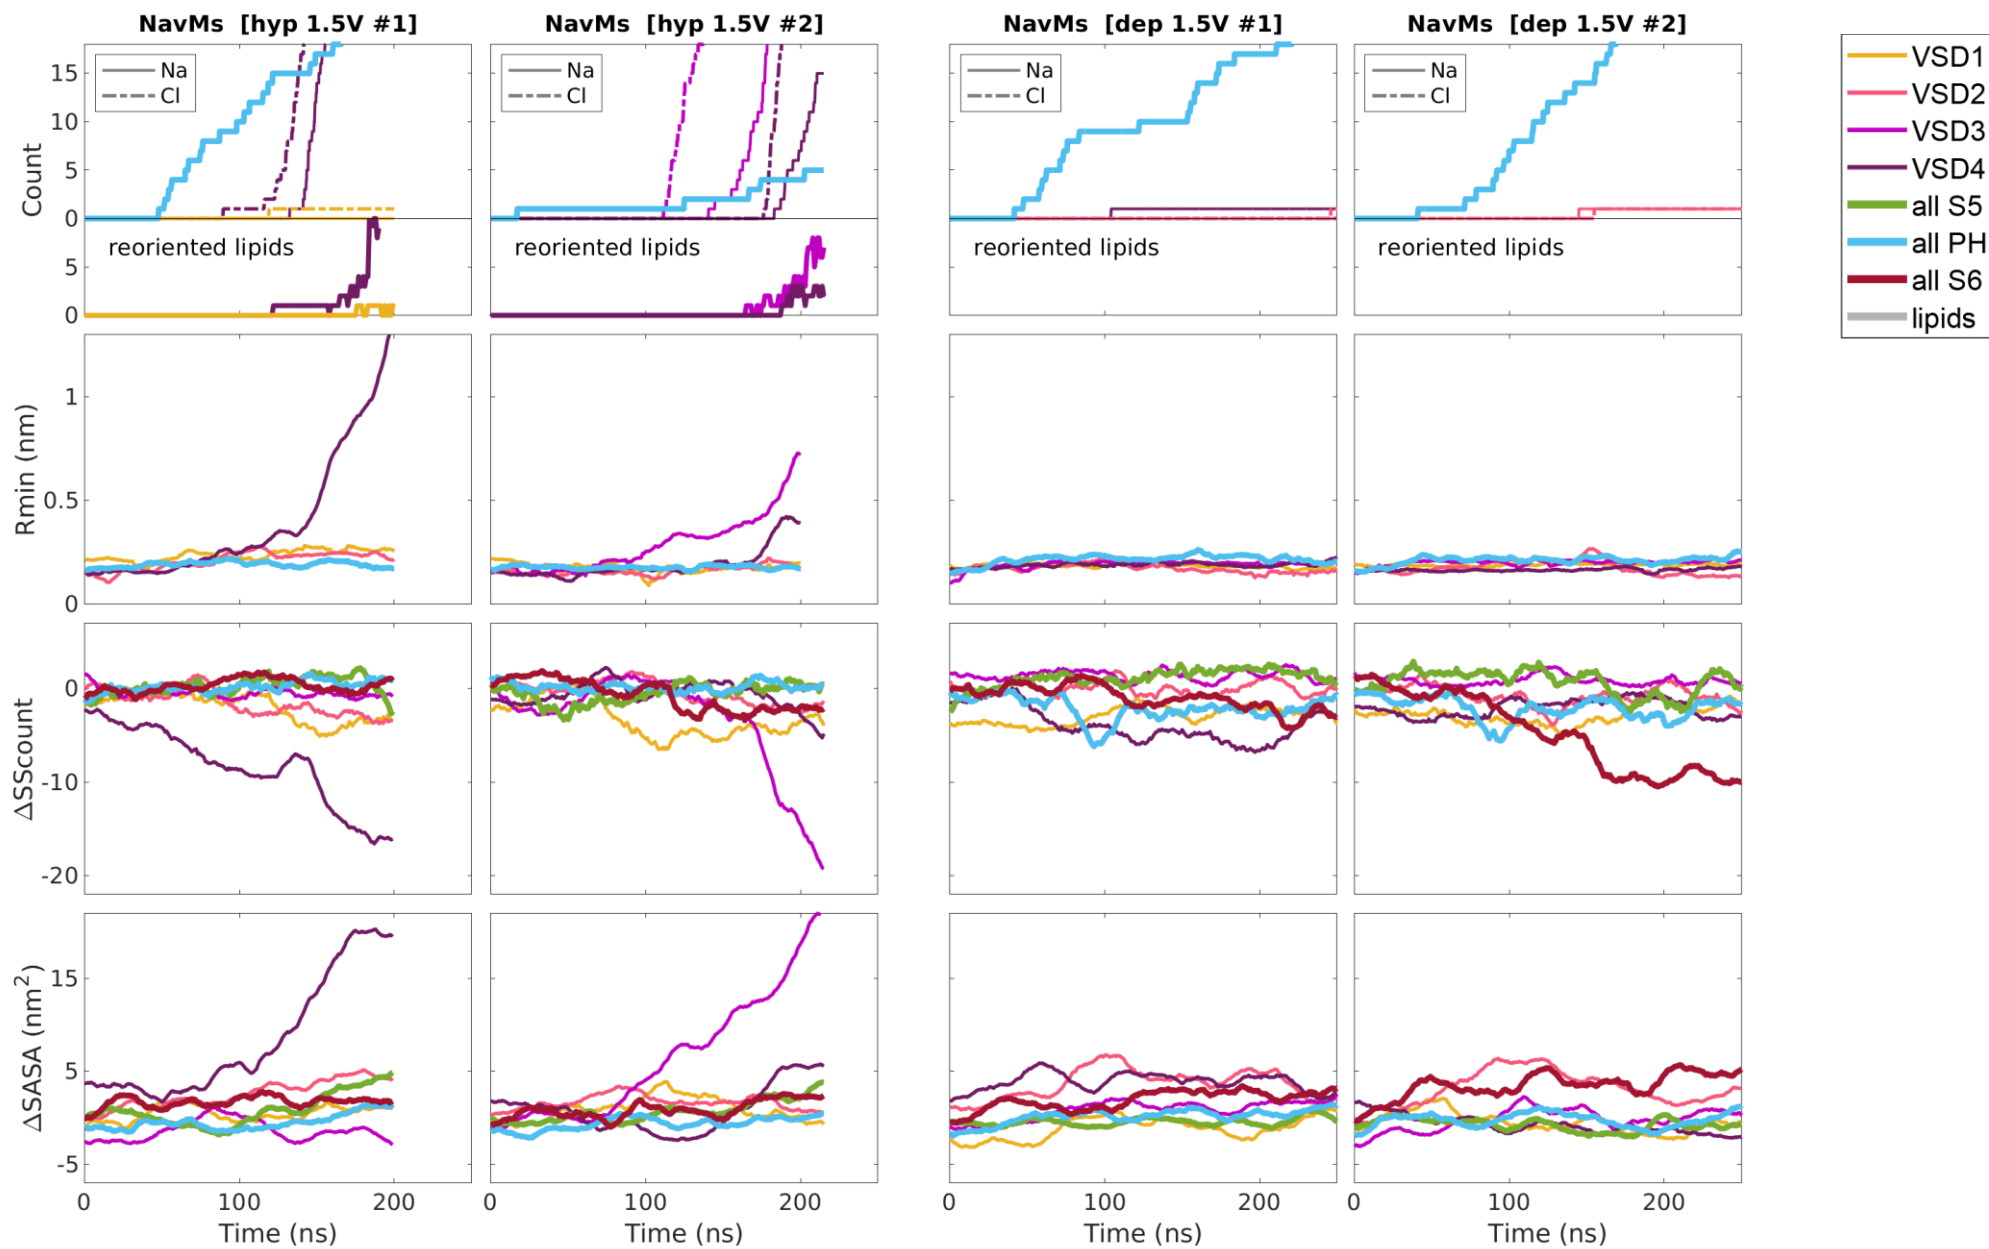 NavMs [hyp 1.5V #1]
NavMs [hyp 1.5V #2]
NavMs [dep 1.5V #1]
NavMs [dep 1.5V #2]
Na
Cl
Na
Cl
Na
Cl
Na
Cl
VSD1
VSD2
VSD3
VSD4
all S5
all PH
all S6
lipids
Count
15
10
5
0
reoriented lipids
reoriented lipids
reoriented lipids
reoriented lipids
5
0
Rmin (nm)
1
0.5
0
ΔSScount
0
-10
-20
ΔSASA (nm²)
15
5
-5
0 100 200
0 100 200
0 100 200
0 100 200
Time (ns)
Time (ns)
Time (ns)
Time (ns)